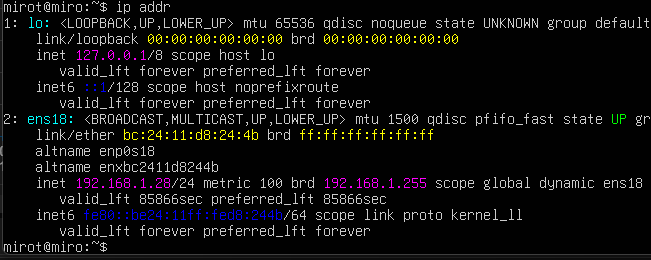 mirot@miro:~$ ip addr
1: lo: <LOOPBACK,UP,LOWER_UP> mtu 65536 qdisc noqueue state UNKNOWN group default
link/loopback 00:00:00:00:00:00 brd 00:00:00:00:00:00
inet 127.0.0.1/8 scope host lo
valid_lft forever preferred_lft forever
inet6 ::1/128 scope host noprefixroute
valid_lft forever preferred_lft forever
2: ens18: <BROADCAST,MULTICAST,UP,LOWER_UP> mtu 1500 qdisc pfifo_fast state UP gr
link/ether bc:24:11:d8:24:4b brd ff:ff:ff:ff:ff:ff
altname enp0s18
altname enxbc2411d8244b
inet 192.168.1.28/24 metric 100 brd 192.168.1.255 scope global dynamic ens18
valid_lft 85866sec preferred_lft 85866sec
inet6 fe80::be24:11ff:fed8:244b/64 scope link proto kernel_ll
valid_lft forever preferred_lft forever
mirot@miro:~$